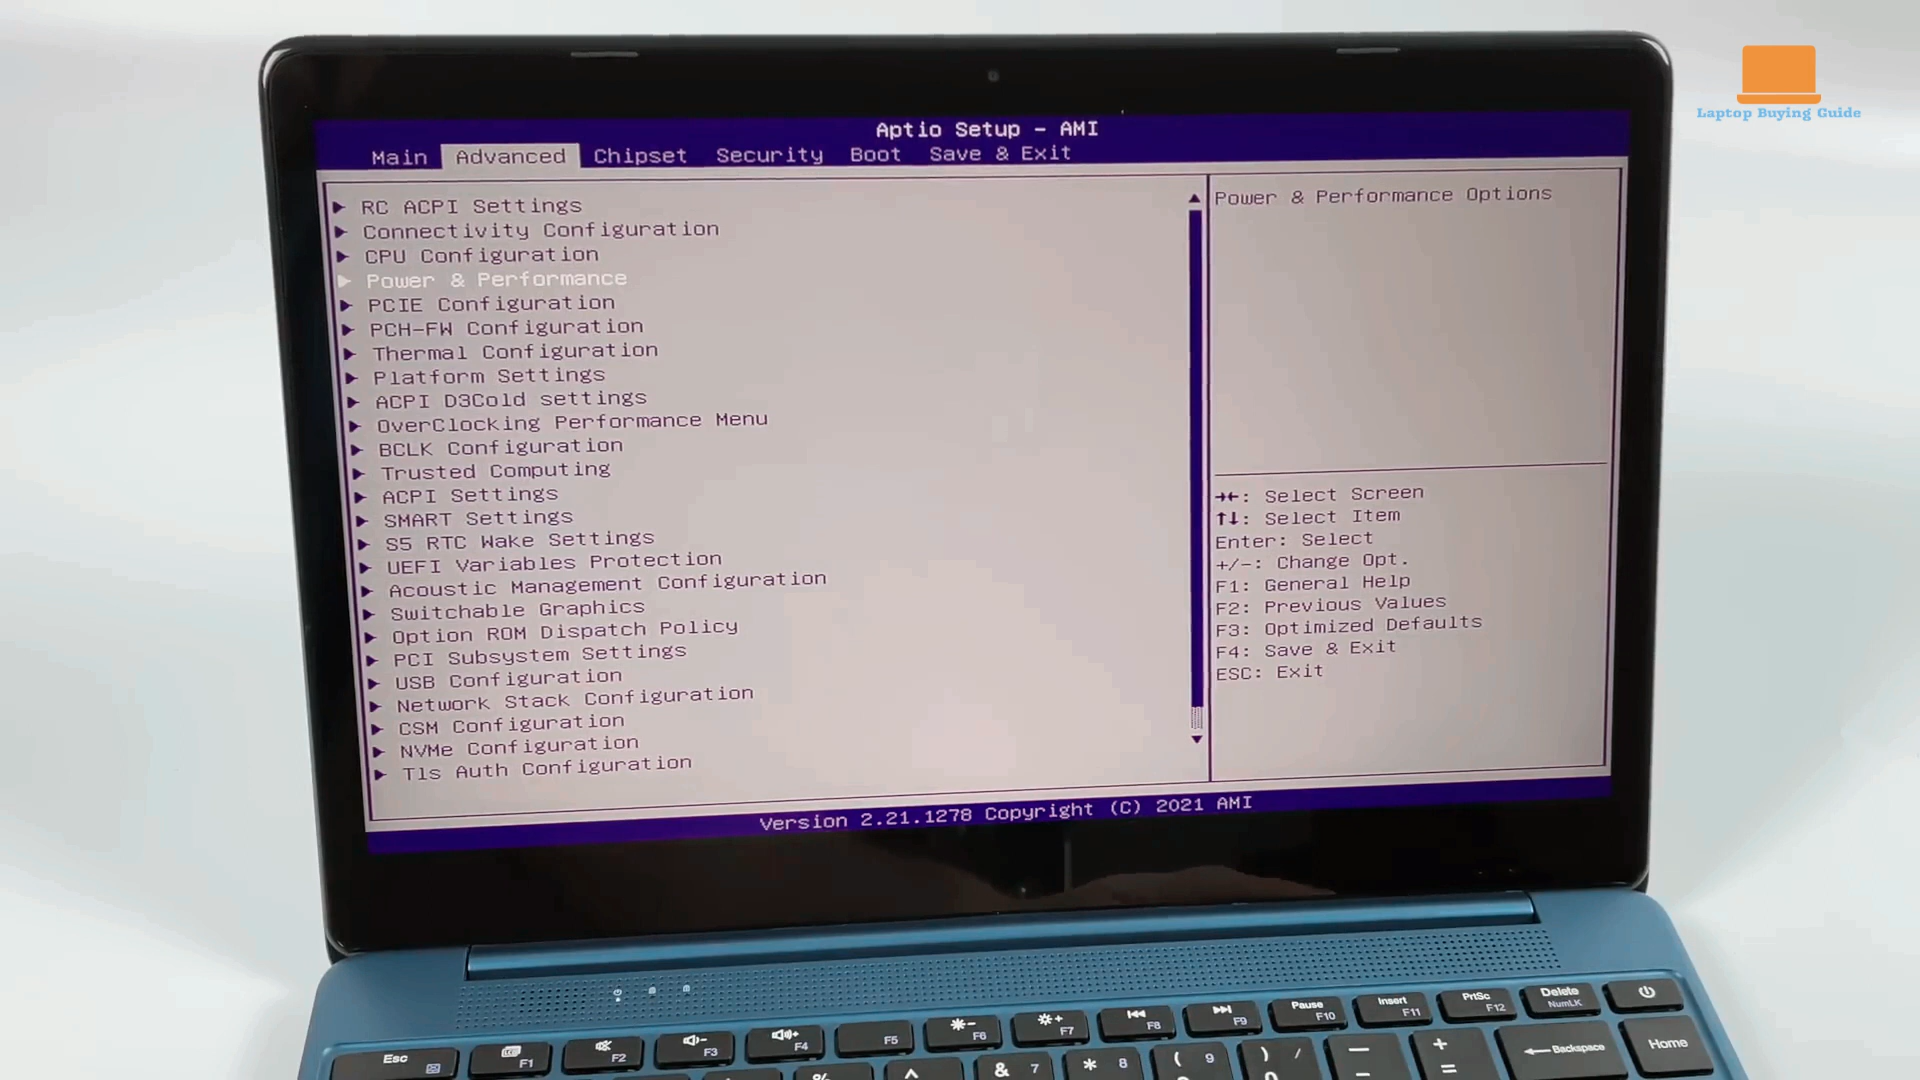 Laptop Buying Guide
Aptio Setup - AMI
Main Advanced Chipset Security Boot Save & Exit
RC ACPI Settings
Connectivity Configuration
CPU Configuration
Power & Performance
PCIE Configuration
PCH-FW Configuration
Thermal Configuration
Platform Settings
ACPI D3Cold settings
OverClocking Performance Menu
BCLK Configuration
Trusted Computing
ACPI Settings
SMART Settings
S5 RTC Wake Settings
UEFI Variables Protection
Acoustic Management Configuration
Switchable Graphics
Option ROM Dispatch Policy
PCI Subsystem Settings
USB Configuration
Network Stack Configuration
CSM Configuration
NVMe Configuration
Tls Auth Configuration
Power & Performance Options
→←: Select Screen
↑↓: Select Item
Enter: Select
+/-: Change Opt.
F1: General Help
F2: Previous Values
F3: Optimized Defaults
F4: Save & Exit
ESC: Exit
Version 2.21.1278 Copyright (C) 2021 AMI
Esc F1 F2 F3 F4 F5 F6 F7 F8 F9 Pause F10 Insert F11 PrtSc F12 Delete NumLK
% ^ & 7 * 8 ( 9 ) / - + = Backspace Home